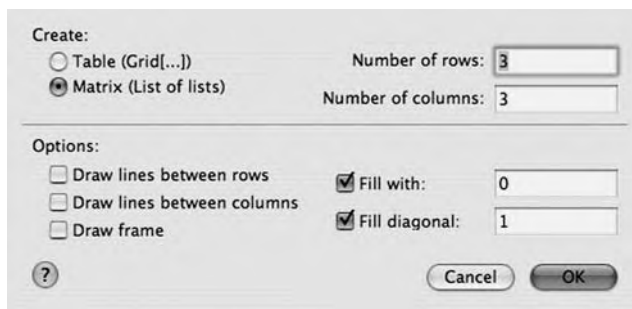 Create:
Table (Grid[...])
Matrix (List of lists)
Number of rows: 3
Number of columns: 3
Options:
Draw lines between rows
Draw lines between columns
Draw frame
Fill with: 0
Fill diagonal: 1
?
Cancel
OK